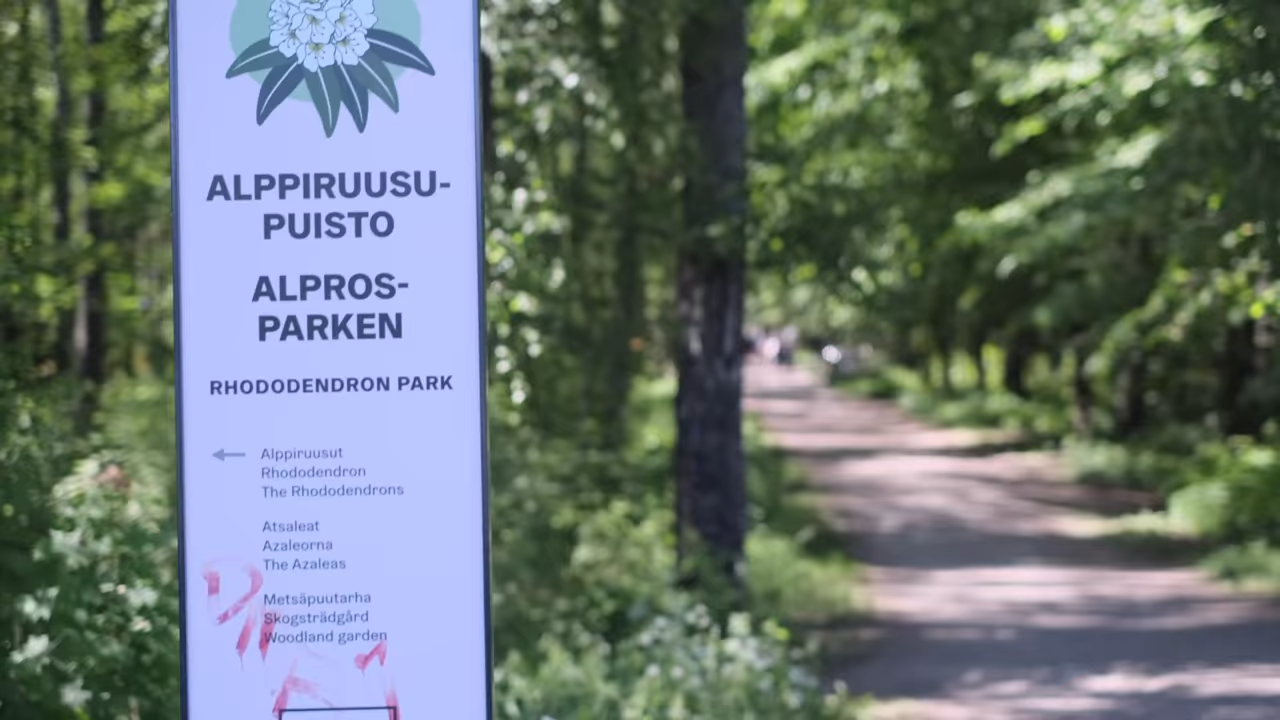 ALPPIRUUSU-
PUISTO
ALPROS-
PARKEN
RHODODENDRON PARK
Alppiruusut
Rhododendron
The Rhododendrons
Atsaleat
Azaleorna
The Azaleas
Metsäpuutarha
Skogsträdgård
Woodland garden